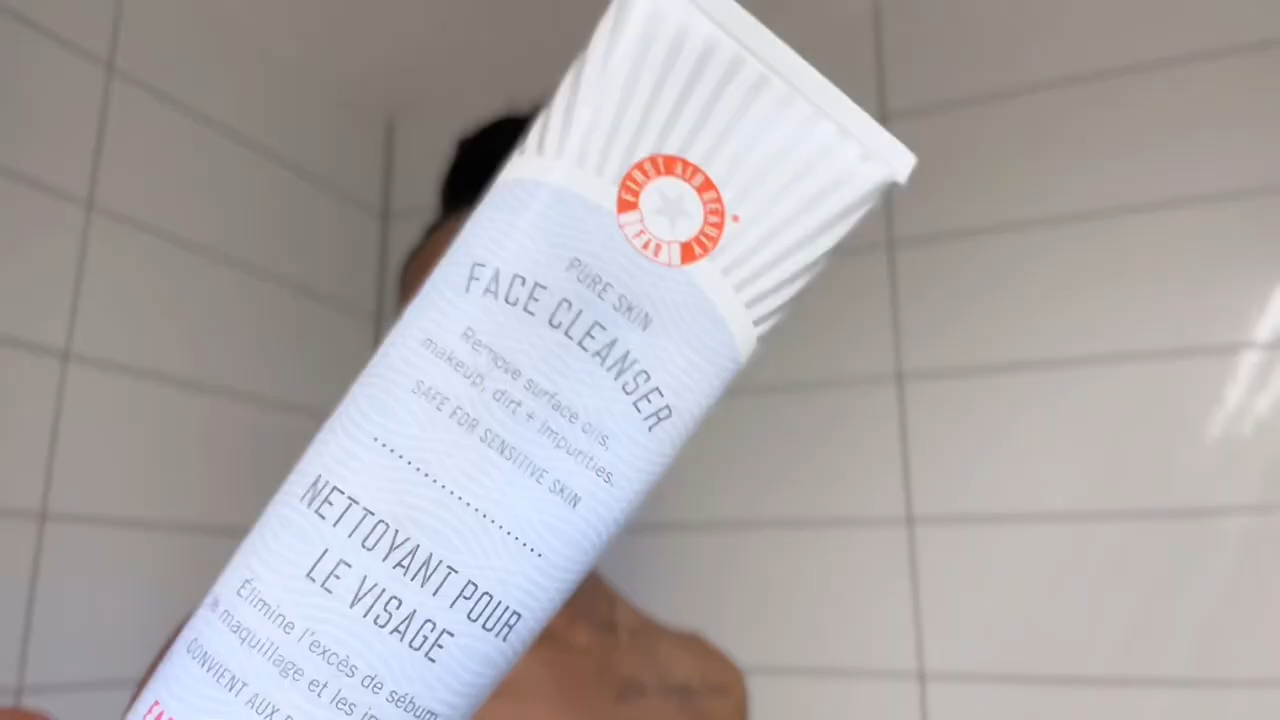 FIRST AID BEAUTY
FAB
PURE SKIN
FACE CLEANSER
Remove surface oils,
makeup, dirt + impurities.
SAFE FOR SENSITIVE SKIN
NETTOYANT POUR
LE VISAGE
Élimine l'excès de sébum
maquillage et les
CONVIENT AUX